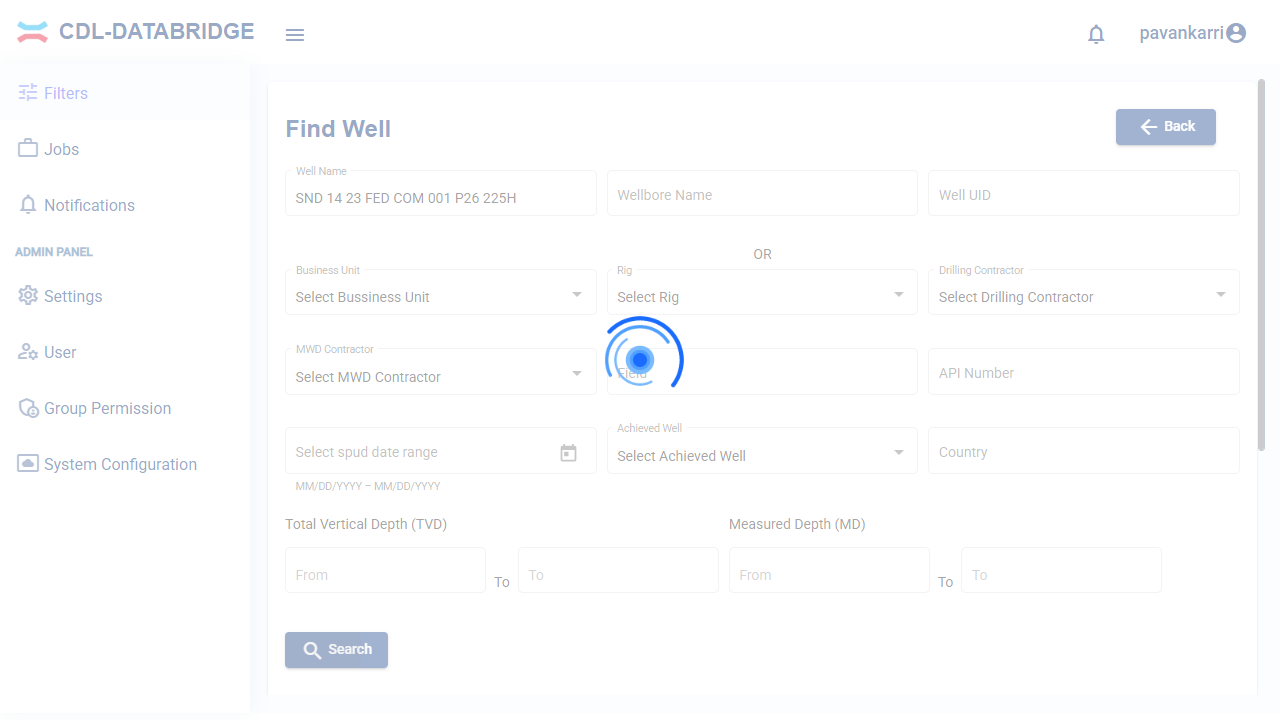 CDL-DATABRIDGE
pavankarri
Filters
Jobs
Notifications
ADMIN PANEL
Settings
User
Group Permission
System Configuration
Find Well
Back
Well Name
SND 14 23 FED COM 001 P26 225H
Wellbore Name
Well UID
OR
Business Unit
Select Bussiness Unit
Rig
Select Rig
Drilling Contractor
Select Drilling Contractor
MWD Contractor
Select MWD Contractor
Field
API Number
Select spud date range
MM/DD/YYYY – MM/DD/YYYY
Achieved Well
Select Achieved Well
Country
Total Vertical Depth (TVD)
Measured Depth (MD)
From
To
To
From
To
To
Search